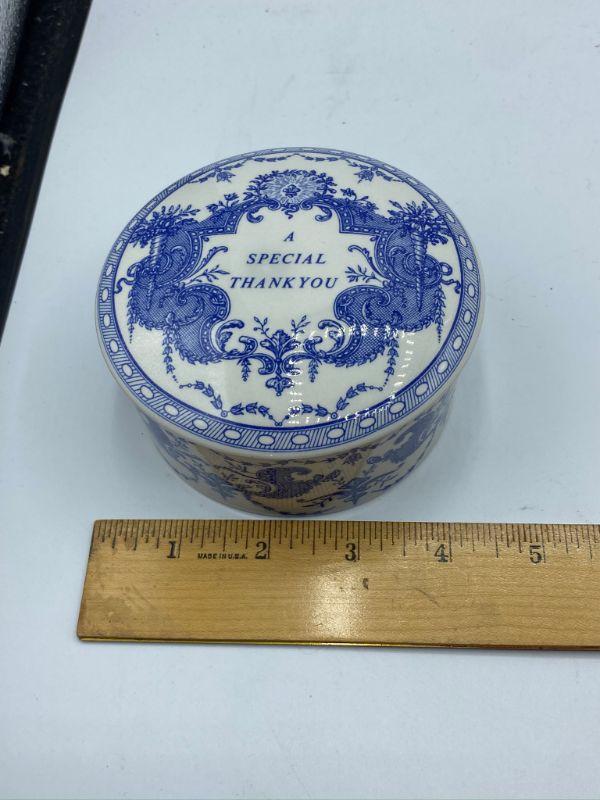 A
SPECIAL
THANK YOU
1 2 3 4 5
MADE IN U.S.A.